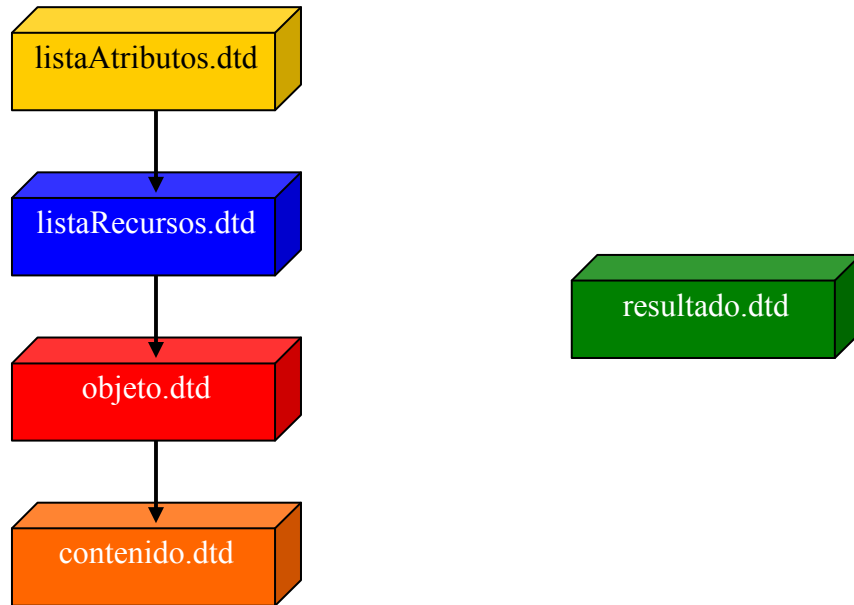 listaAtributos.dtd
listaRecursos.dtd
resultado.dtd
objeto.dtd
contenido.dtd